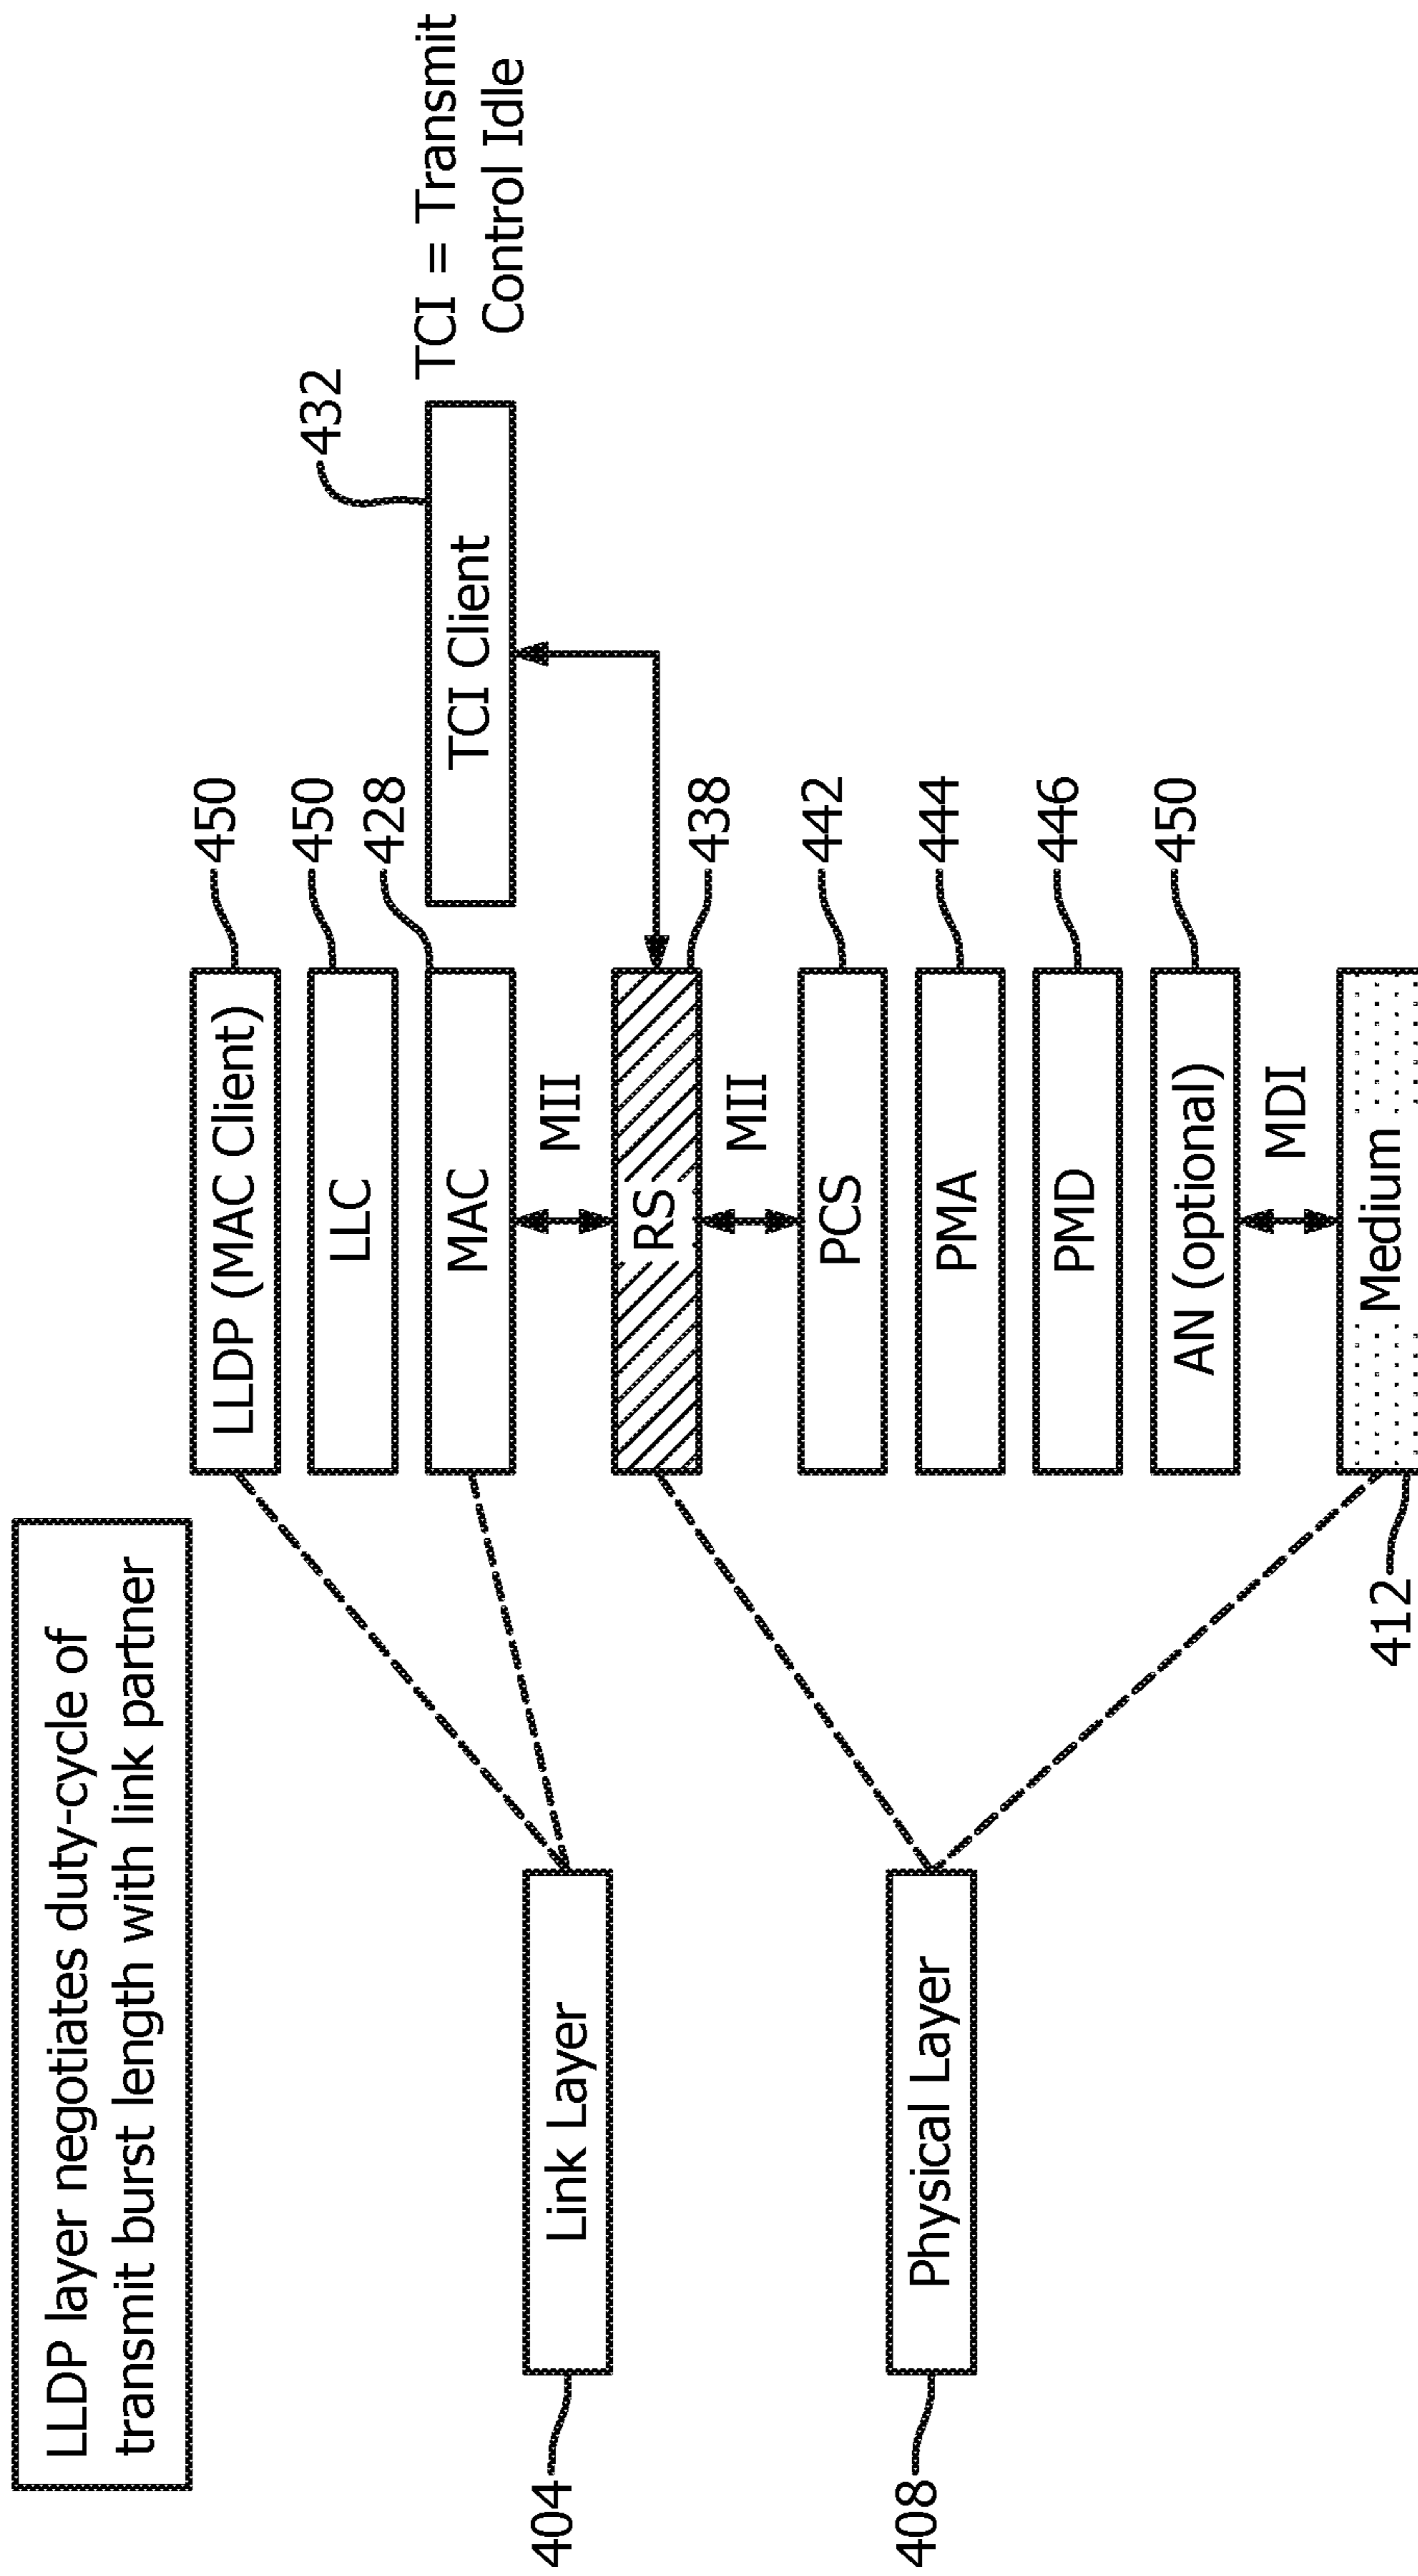 LLDP layer negotiates duty-cycle of
transmit burst length with link partner
LLDP (MAC Client)
450
LLC
450
MAC
428
TCI Client
432
TCI = Transmit
Control Idle
MII
404
Link Layer
RS
438
MII
PCS
442
408
Physical Layer
PMA
444
PMD
446
AN (optional)
450
MDI
Medium
412